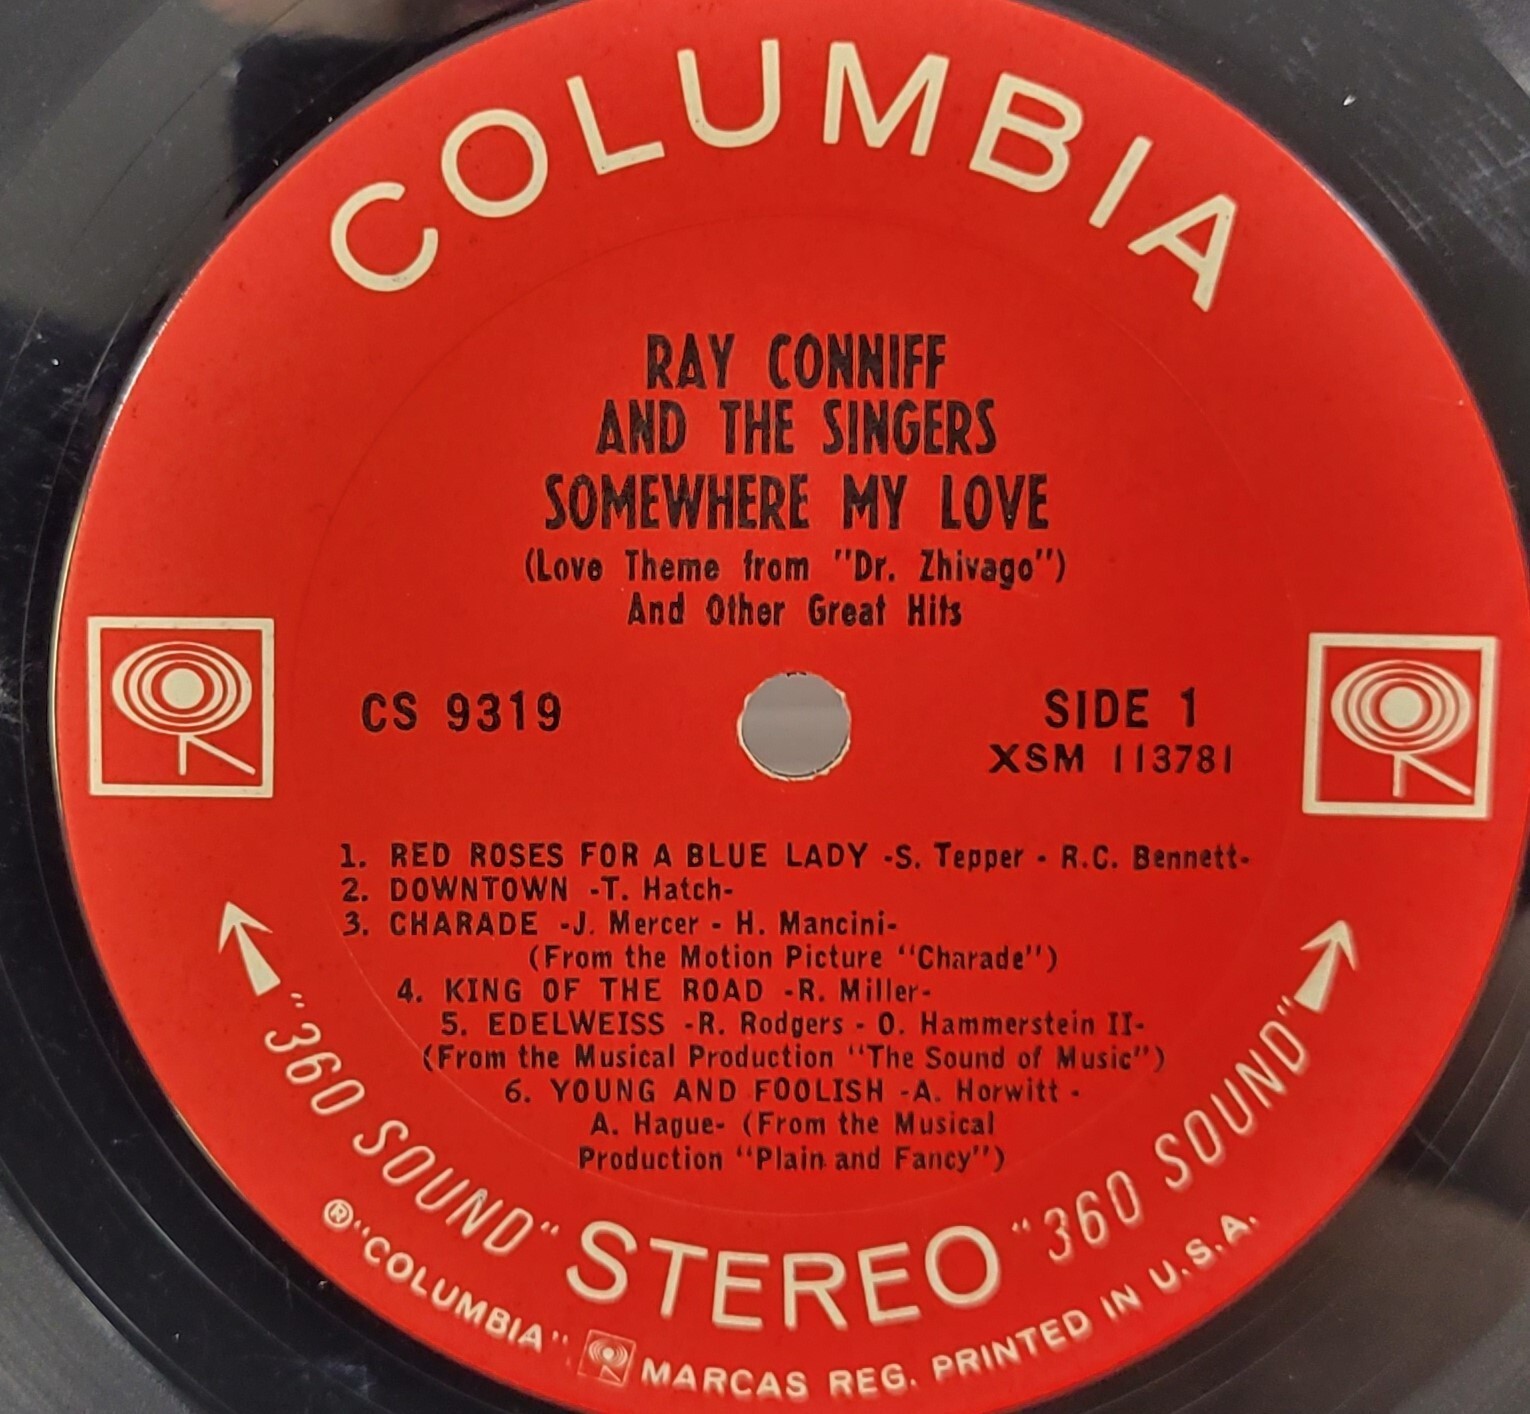 COLUMBIA
RAY CONNIFF
AND THE SINGERS
SOMEWHERE MY LOVE
(Love Theme from "Dr. Zhivago")
And Other Great Hits
CS 9319
SIDE 1
XSM 113781
1. RED ROSES FOR A BLUE LADY -S. Tepper - R.C. Bennett-
2. DOWNTOWN -T. Hatch-
3. CHARADE -J. Mercer - H. Mancini-
(From the Motion Picture "Charade")
4. KING OF THE ROAD -R. Miller-
5. EDELWEISS -R. Rodgers - O. Hammerstein II-
(From the Musical Production "The Sound of Music")
6. YOUNG AND FOOLISH -A. Horwitt -
A. Hague- (From the Musical
Production "Plain and Fancy")
"360 SOUND" STEREO "360 SOUND"
® "COLUMBIA" MARCAS REG. PRINTED IN U.S.A.